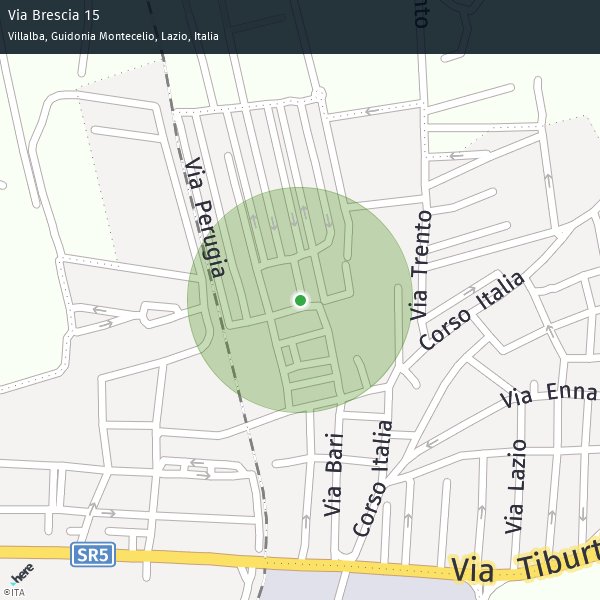 Via Brescia 15
Villalba, Guidonia Montecelio, Lazio, Italia
Via Perugia
Via Trento
Corso Italia
Via Enna
Via Bari
Corso Italia
Via Lazio
SR5
Via Tiburt
here
©ITA